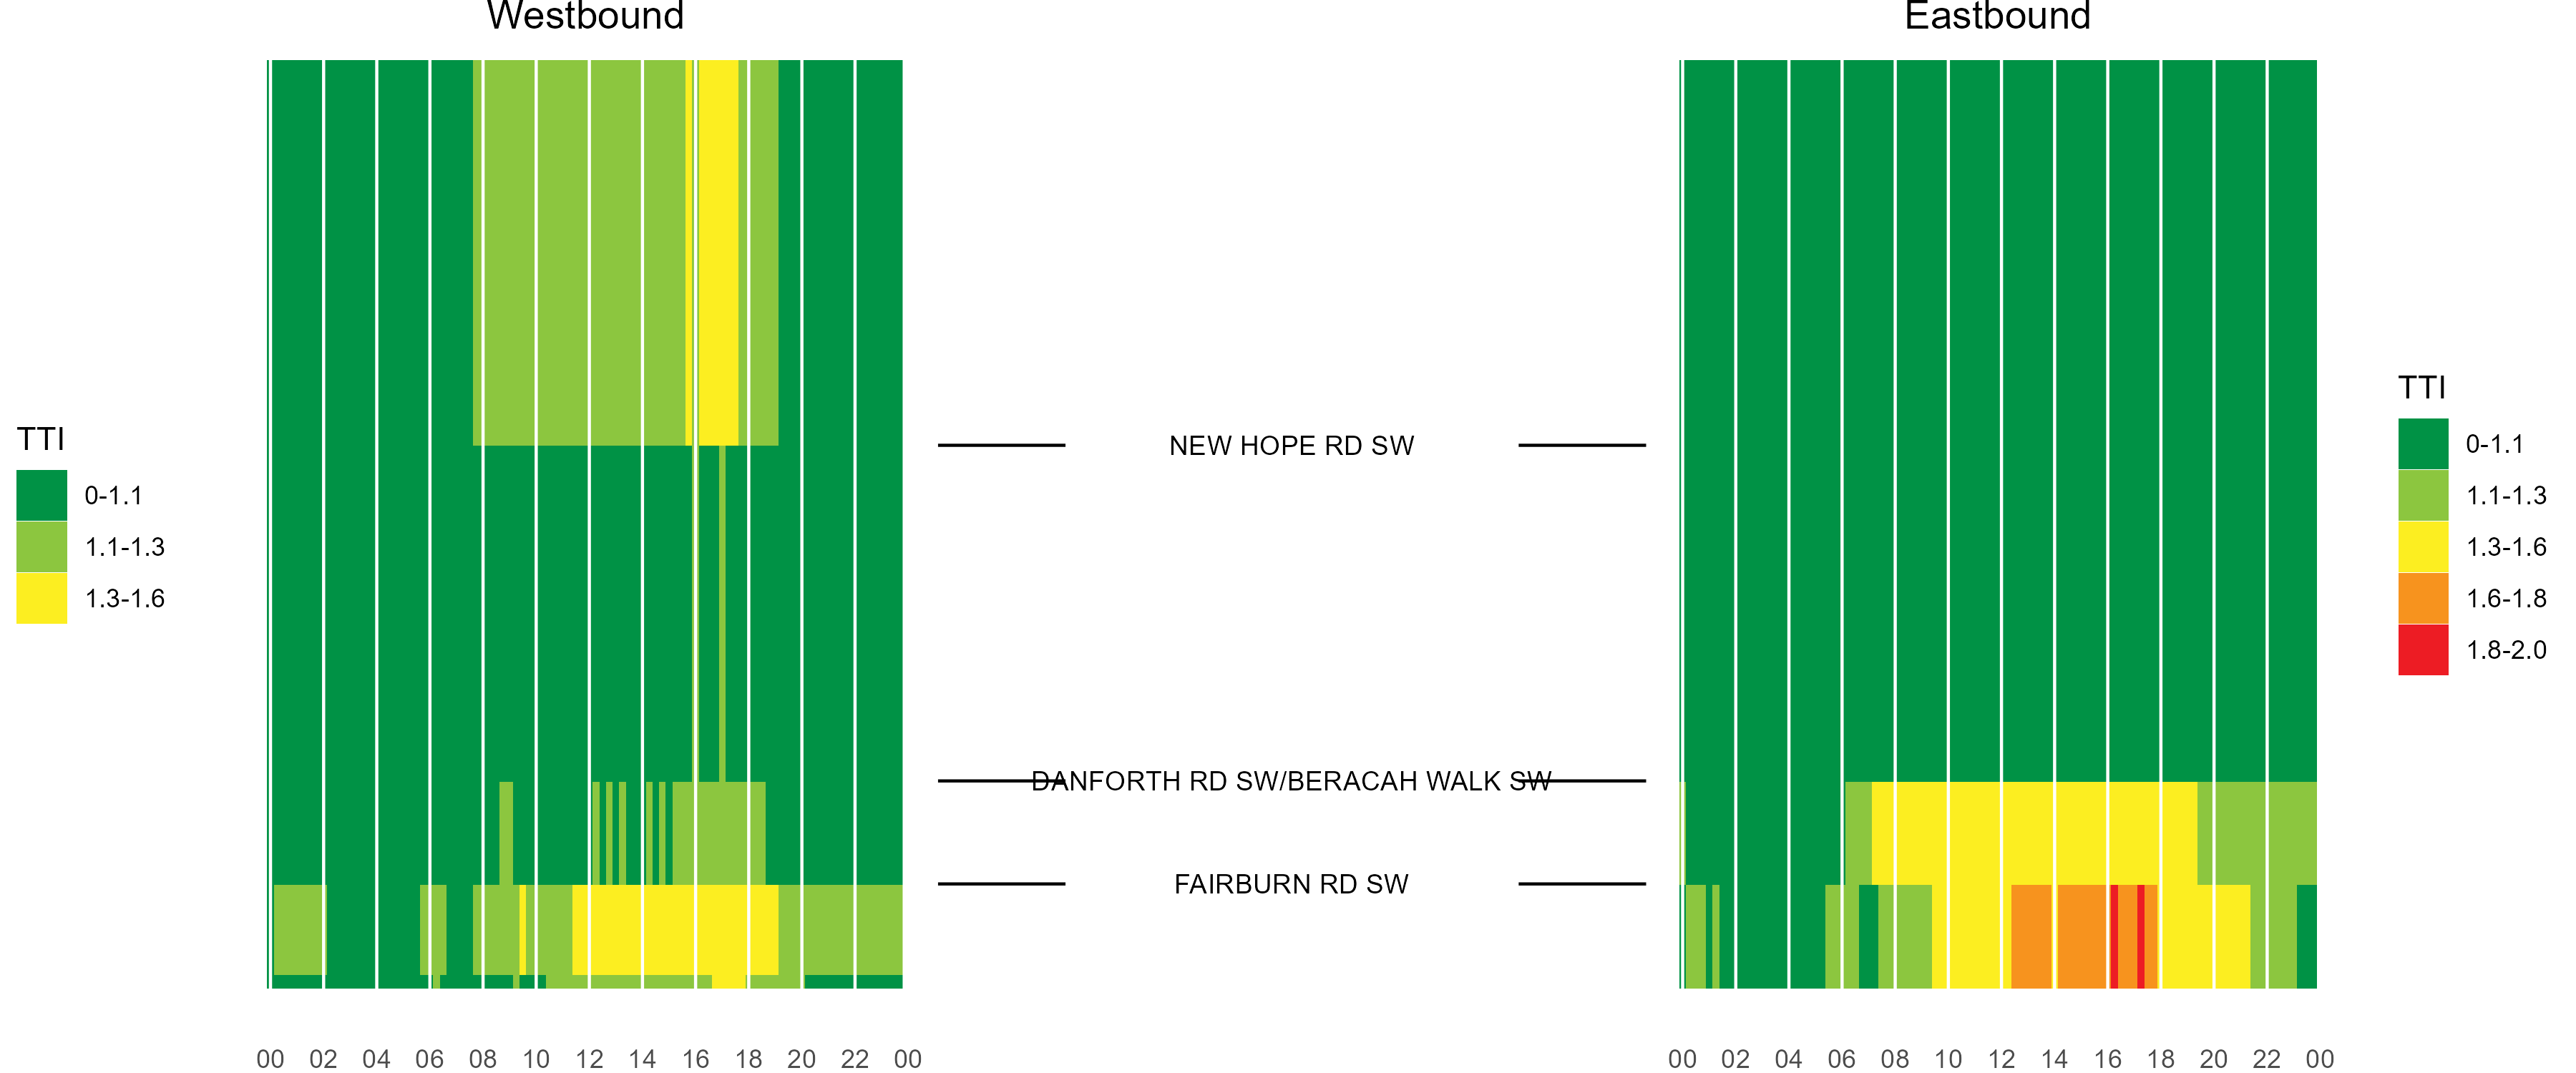 Westbound
Eastbound
TTI
0-1.1
1.1-1.3
1.3-1.6
NEW HOPE RD SW
DANFORTH RD SW/BERACAH WALK SW
FAIRBURN RD SW
TTI
0-1.1
1.1-1.3
1.3-1.6
1.6-1.8
1.8-2.0
00 02 04 06 08 10 12 14 16 18 20 22 00
00 02 04 06 08 10 12 14 16 18 20 22 00